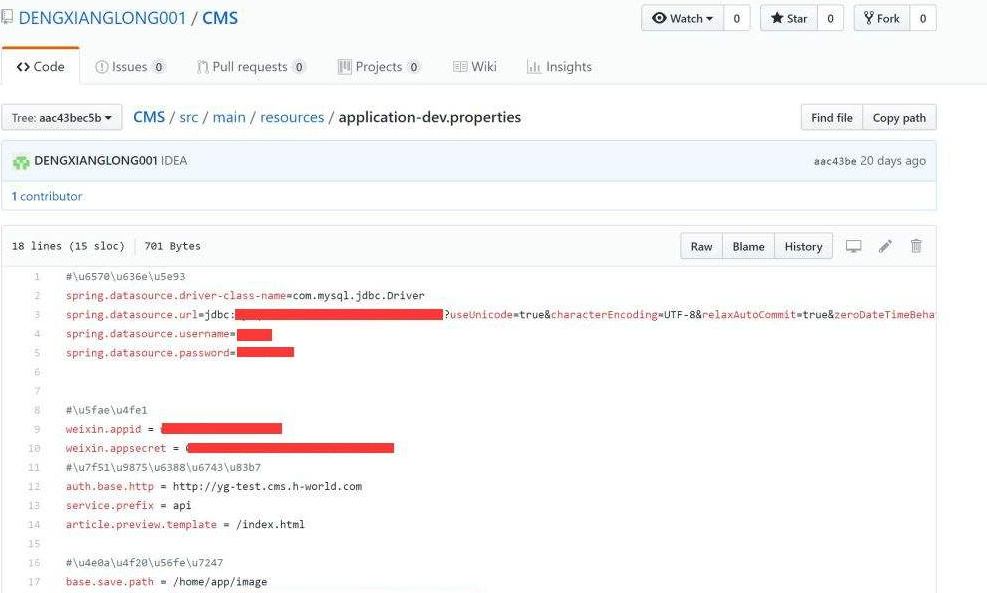 DENGXIANGLONG001 / CMS
Watch 0 Star 0 Fork 0
Code Issues 0 Pull requests 0 Projects 0 Wiki Insights
Tree: aac43bec5b CMS / src / main / resources / application-dev.properties Find file Copy path
DENGXIANGLONG001 IDEA aac43be 20 days ago
1 contributor
18 lines (15 sloc) 701 Bytes Raw Blame History
1 #\u6570\u636e\u5e93
2 spring.datasource.driver-class-name=com.mysql.jdbc.Driver
3 spring.datasource.url=jdbc: ?useUnicode=true&characterEncoding=UTF-8&relaxAutoCommit=true&zeroDateTimeBeha
4 spring.datasource.username=
5 spring.datasource.password=
6
7
8 #\u5fae\u4fe1
9 weixin.appid =
10 weixin.appsecret =
11 #\u7f51\u9875\u6388\u6743\u83b7
12 auth.base.http = http://yg-test.cms.h-world.com
13 service.prefix = api
14 article.preview.template = /index.html
15
16 #\u4e0a\u4f20\u56fe\u7247
17 base.save.path = /home/app/image